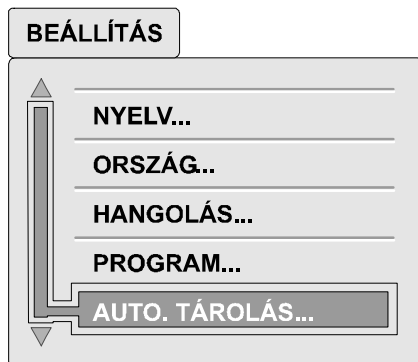 BEÁLLÍTÁS
NYELV...
ORSZÁG...
HANGOLÁS...
PROGRAM...
AUTO. TÁROLÁS...